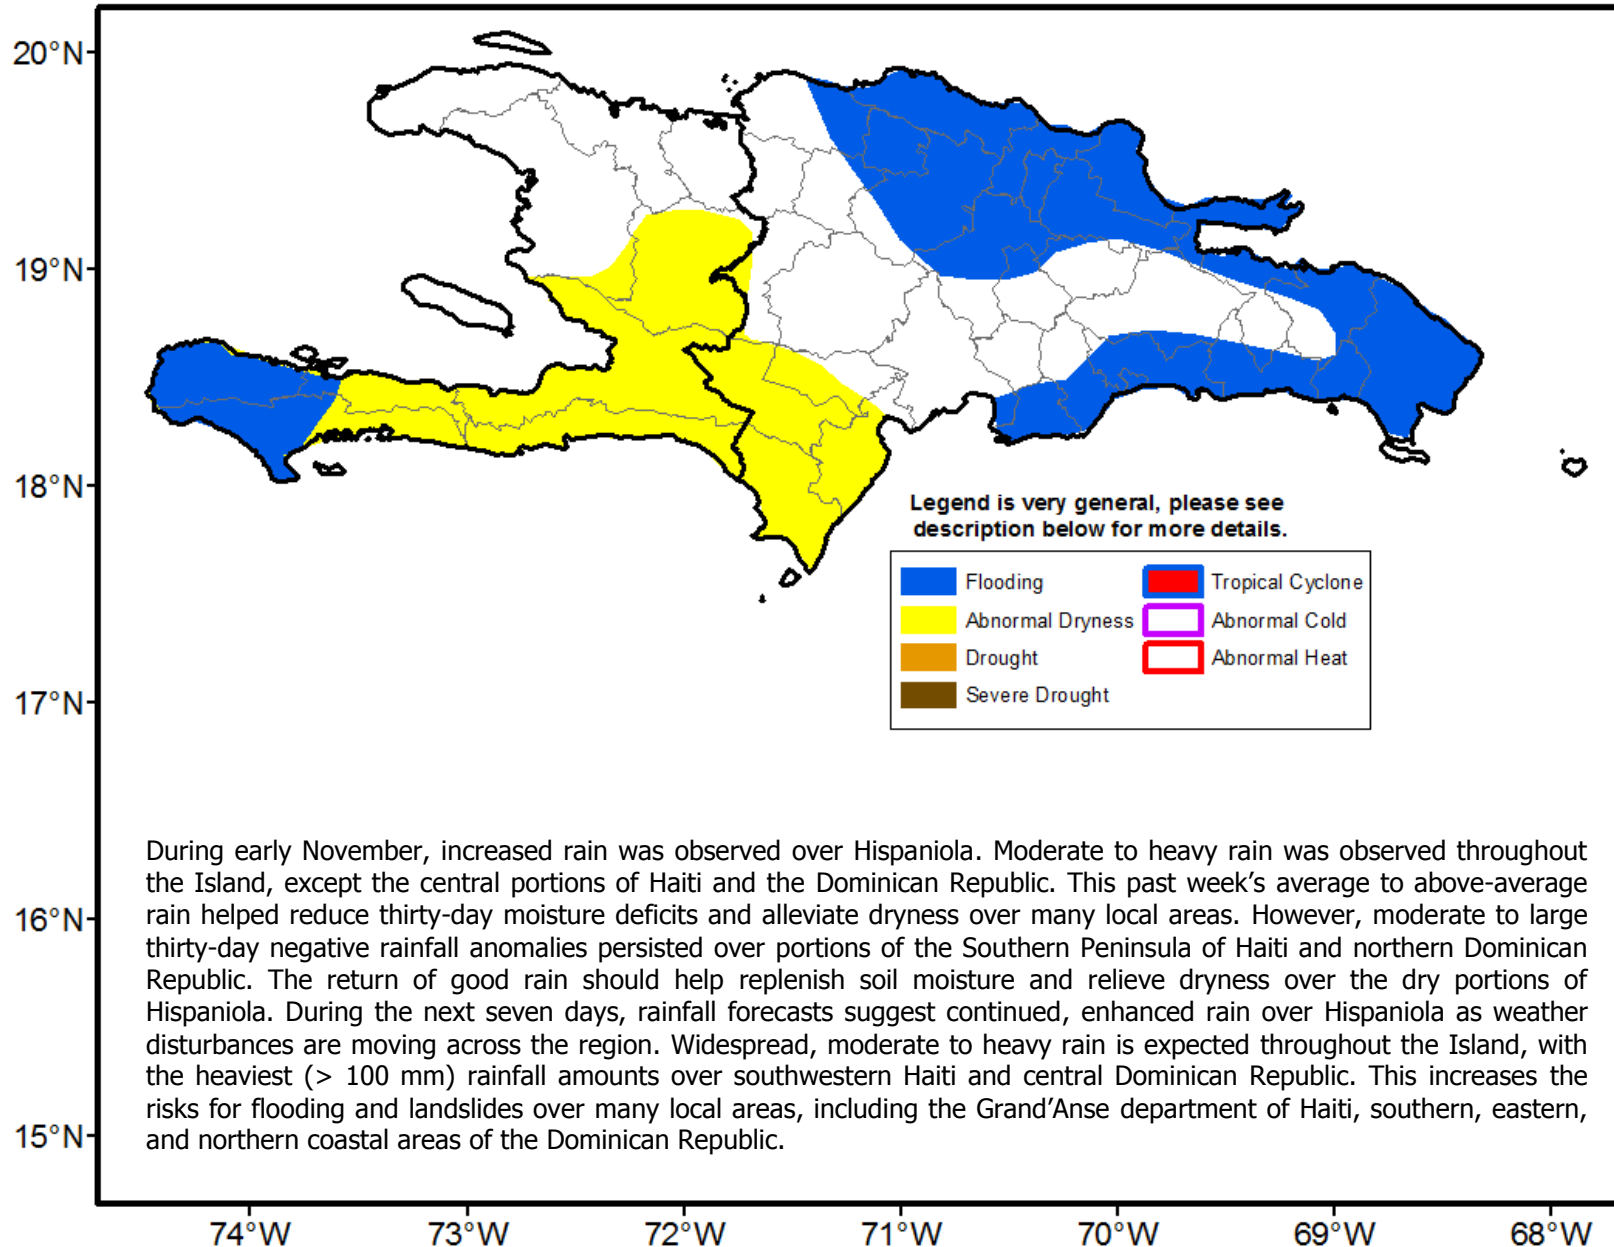 20°N
19°N
18°N
17°N
16°N
15°N
Legend is very general, please see
description below for more details.
Flooding
Tropical Cyclone
Abnormal Dryness
Abnormal Cold
Drought
Abnormal Heat
Severe Drought
During early November, increased rain was observed over Hispaniola. Moderate to heavy rain was observed throughout
the Island, except the central portions of Haiti and the Dominican Republic. This past week’s average to above-average
rain helped reduce thirty-day moisture deficits and alleviate dryness over many local areas. However, moderate to large
thirty-day negative rainfall anomalies persisted over portions of the Southern Peninsula of Haiti and northern Dominican
Republic. The return of good rain should help replenish soil moisture and relieve dryness over the dry portions of
Hispaniola. During the next seven days, rainfall forecasts suggest continued, enhanced rain over Hispaniola as weather
disturbances are moving across the region. Widespread, moderate to heavy rain is expected throughout the Island, with
the heaviest (> 100 mm) rainfall amounts over southwestern Haiti and central Dominican Republic. This increases the
risks for flooding and landslides over many local areas, including the Grand’Anse department of Haiti, southern, eastern,
and northern coastal areas of the Dominican Republic.
74°W
73°W
72°W
71°W
70°W
69°W
68°W